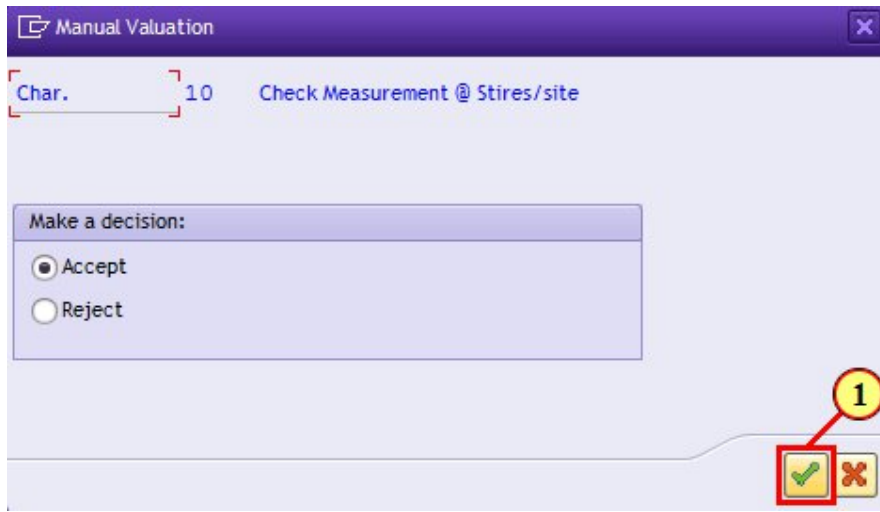 Manual Valuation
Char. 10 Check Measurement @ Stires/site
Make a decision:
Accept
Reject
1